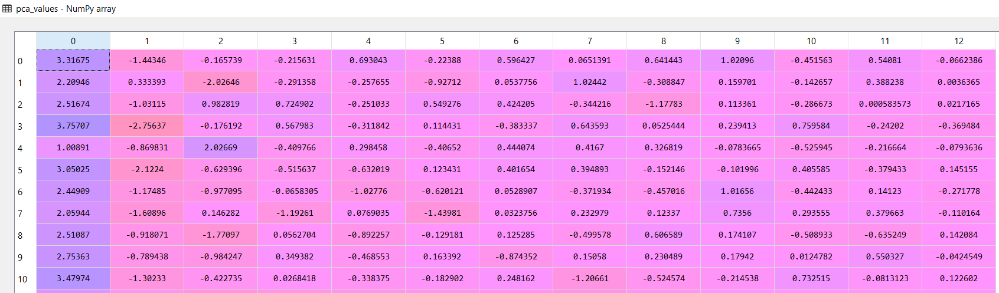 pca_values - NumPy array
0 1 2 3 4 5 6 7 8 9 10 11 12
0 3.31675 -1.44346 -0.165739 -0.215631 0.693043 -0.22388 0.596427 0.0651391 0.641443 1.02096 -0.451563 0.54081 -0.0662386
1 2.20946 0.333393 -2.02646 -0.291358 -0.257655 -0.92712 0.0537756 1.02442 -0.308847 0.159701 -0.142657 0.388238 0.0036365
2 2.51674 -1.03115 0.982819 0.724902 -0.251033 0.549276 0.424205 -0.344216 -1.17783 0.113361 -0.286673 0.000583573 0.0217165
3 3.75707 -2.75637 -0.176192 0.567983 -0.311842 0.114431 -0.383337 0.643593 0.0525444 0.239413 0.759584 -0.24202 -0.369484
4 1.00891 -0.869831 2.02669 -0.409766 0.298458 -0.40652 0.444074 0.4167 0.326819 -0.0783665 -0.525945 -0.216664 -0.0793636
5 3.05025 -2.1224 -0.629396 -0.515637 -0.632019 0.123431 0.401654 0.394893 -0.152146 -0.101996 0.405585 -0.379433 0.145155
6 2.44909 -1.17485 -0.977095 -0.0658305 -1.02776 -0.620121 0.0528907 -0.371934 -0.457016 1.01656 -0.442433 0.14123 -0.271778
7 2.05944 -1.60896 0.146282 -1.19261 0.0769035 -1.43981 0.0323756 0.232979 0.12337 0.7356 0.293555 0.379663 -0.110164
8 2.51087 -0.918071 -1.77097 0.0562704 -0.892257 -0.129181 0.125285 -0.499578 0.606589 0.174107 -0.508933 -0.635249 0.142084
9 2.75363 -0.789438 -0.984247 0.349382 -0.468553 0.163392 -0.874352 0.15058 0.230489 0.17942 0.0124782 0.550327 -0.0424549
10 3.47974 -1.30233 -0.422735 0.0268418 -0.338375 -0.182902 0.248162 -1.20661 -0.524574 -0.214538 0.732515 -0.0813123 0.122602